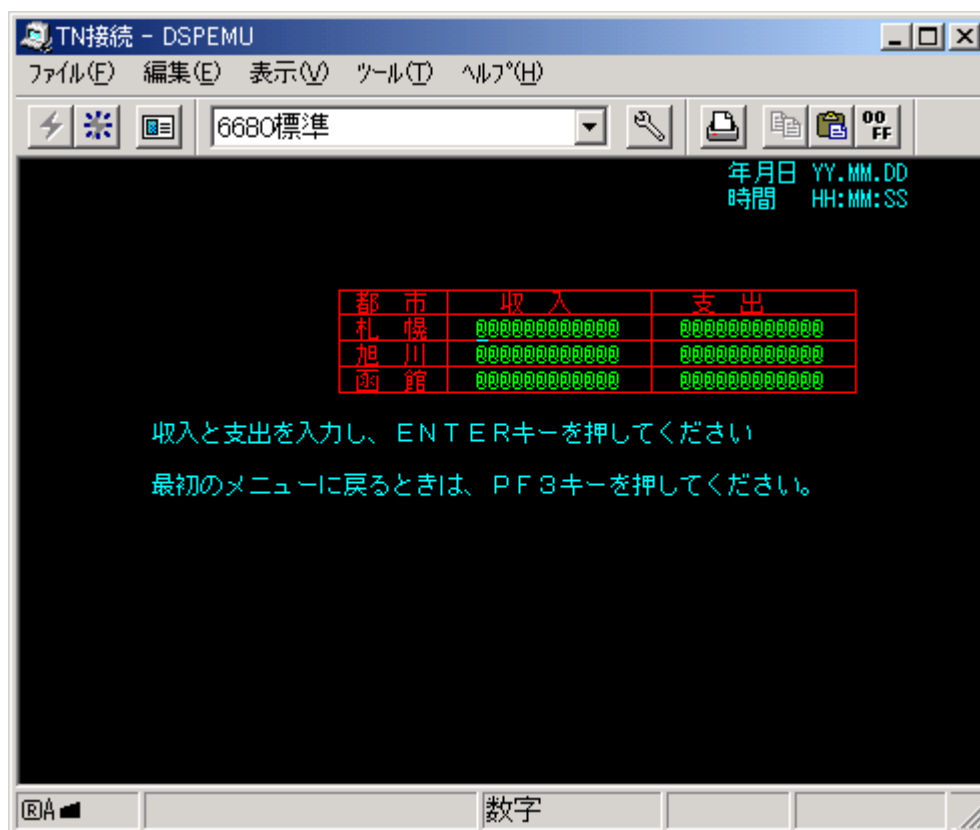 TN接続 - DSPEMU
ファイル(F) 編集(E) 表示(V) ツール(T) ヘルプ(H)
6680標準 00 FF
年月日 YY.MM.DD
時間 HH:MM:SS
都 市 収 入 支 出
札 幌 @@@@@@@@@@@@ @@@@@@@@@@@@
旭 川 @@@@@@@@@@@@ @@@@@@@@@@@@
函 館 @@@@@@@@@@@@ @@@@@@@@@@@@
収入と支出を入力し、ENTERキーを押してください
最初のメニューに戻るときは、PF3キーを押してください。
®A 数字